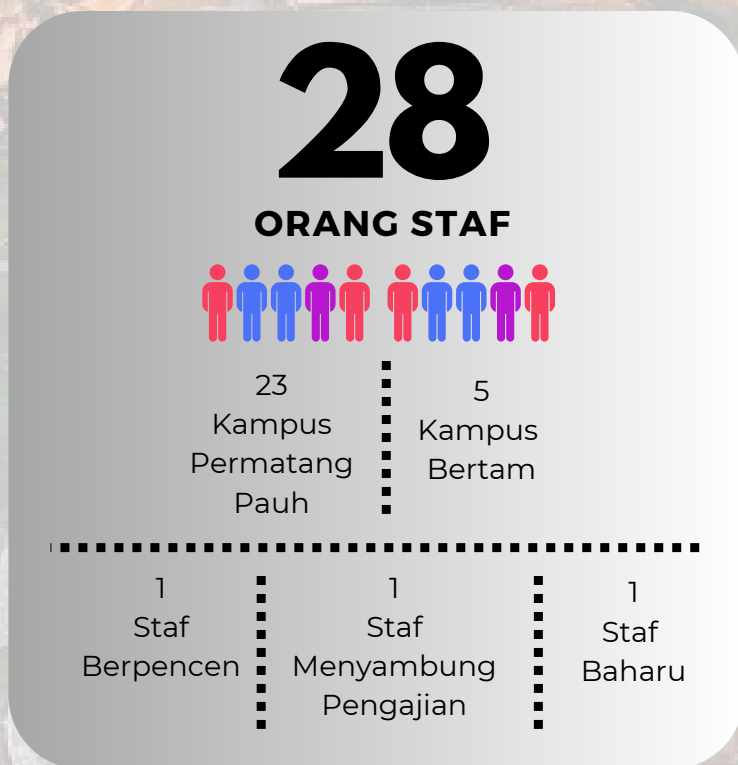 28
ORANG STAF
23
Kampus
Permatang
Pauh
5
Kampus
Bertam
1
Staf
Berpencen
1
Staf
Menyambung
Pengajian
1
Staf
Baharu